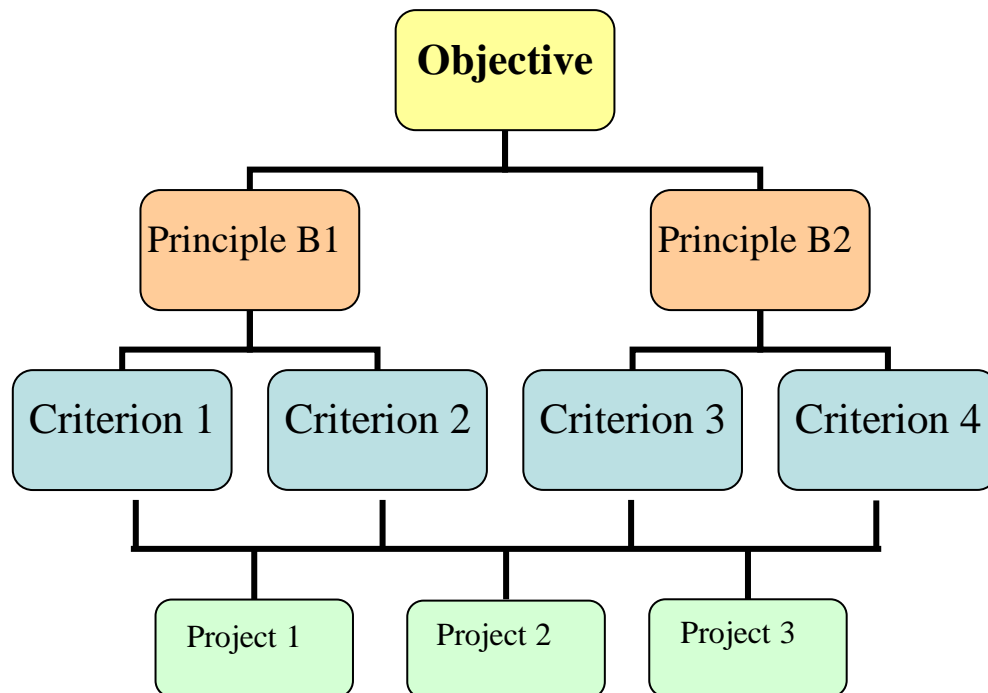 Objective
Principle B1
Principle B2
Criterion 1
Criterion 2
Criterion 3
Criterion 4
Project 1
Project 2
Project 3